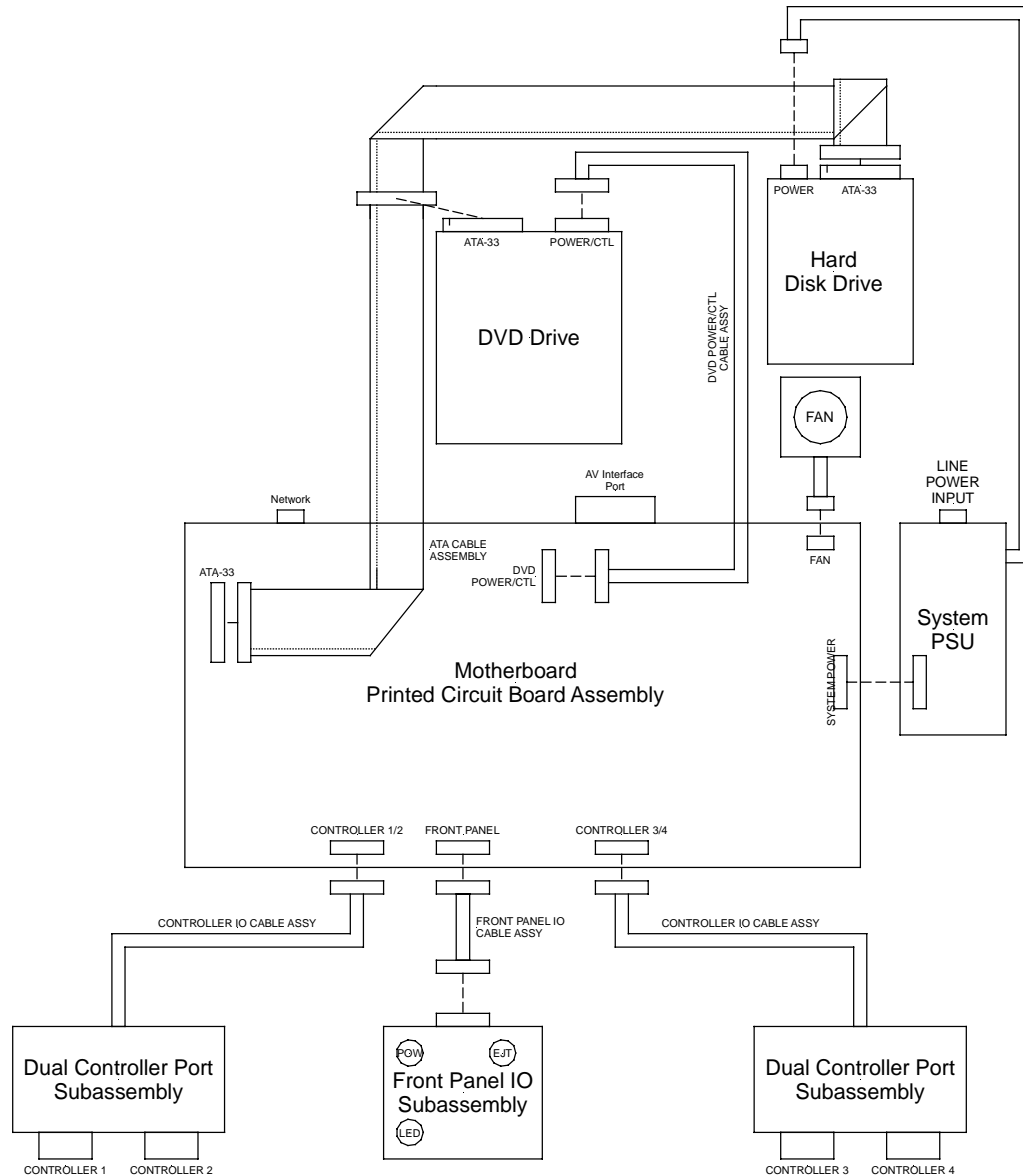 POWER
ATA-33
Hard
Disk Drive
ATA-33
POWER/CTL
DVD Drive
DVD POWER/CTL
CABLE ASSY
FAN
AV Interface
Port
LINE
POWER
INPUT
Network
ATA CABLE
ASSEMBLY
FAN
ATA-33
DVD
POWER/CTL
System
PSU
SYSTEM POWER
Motherboard
Printed Circuit Board Assembly
CONTROLLER 1/2
FRONT PANEL
CONTROLLER 3/4
CONTROLLER IO CABLE ASSY
FRONT PANEL IO
CABLE ASSY
CONTROLLER IO CABLE ASSY
Dual Controller Port
Subassembly
POW
EJT
Front Panel IO
Subassembly
LED
Dual Controller Port
Subassembly
CONTROLLER 1
CONTROLLER 2
CONTROLLER 3
CONTROLLER 4